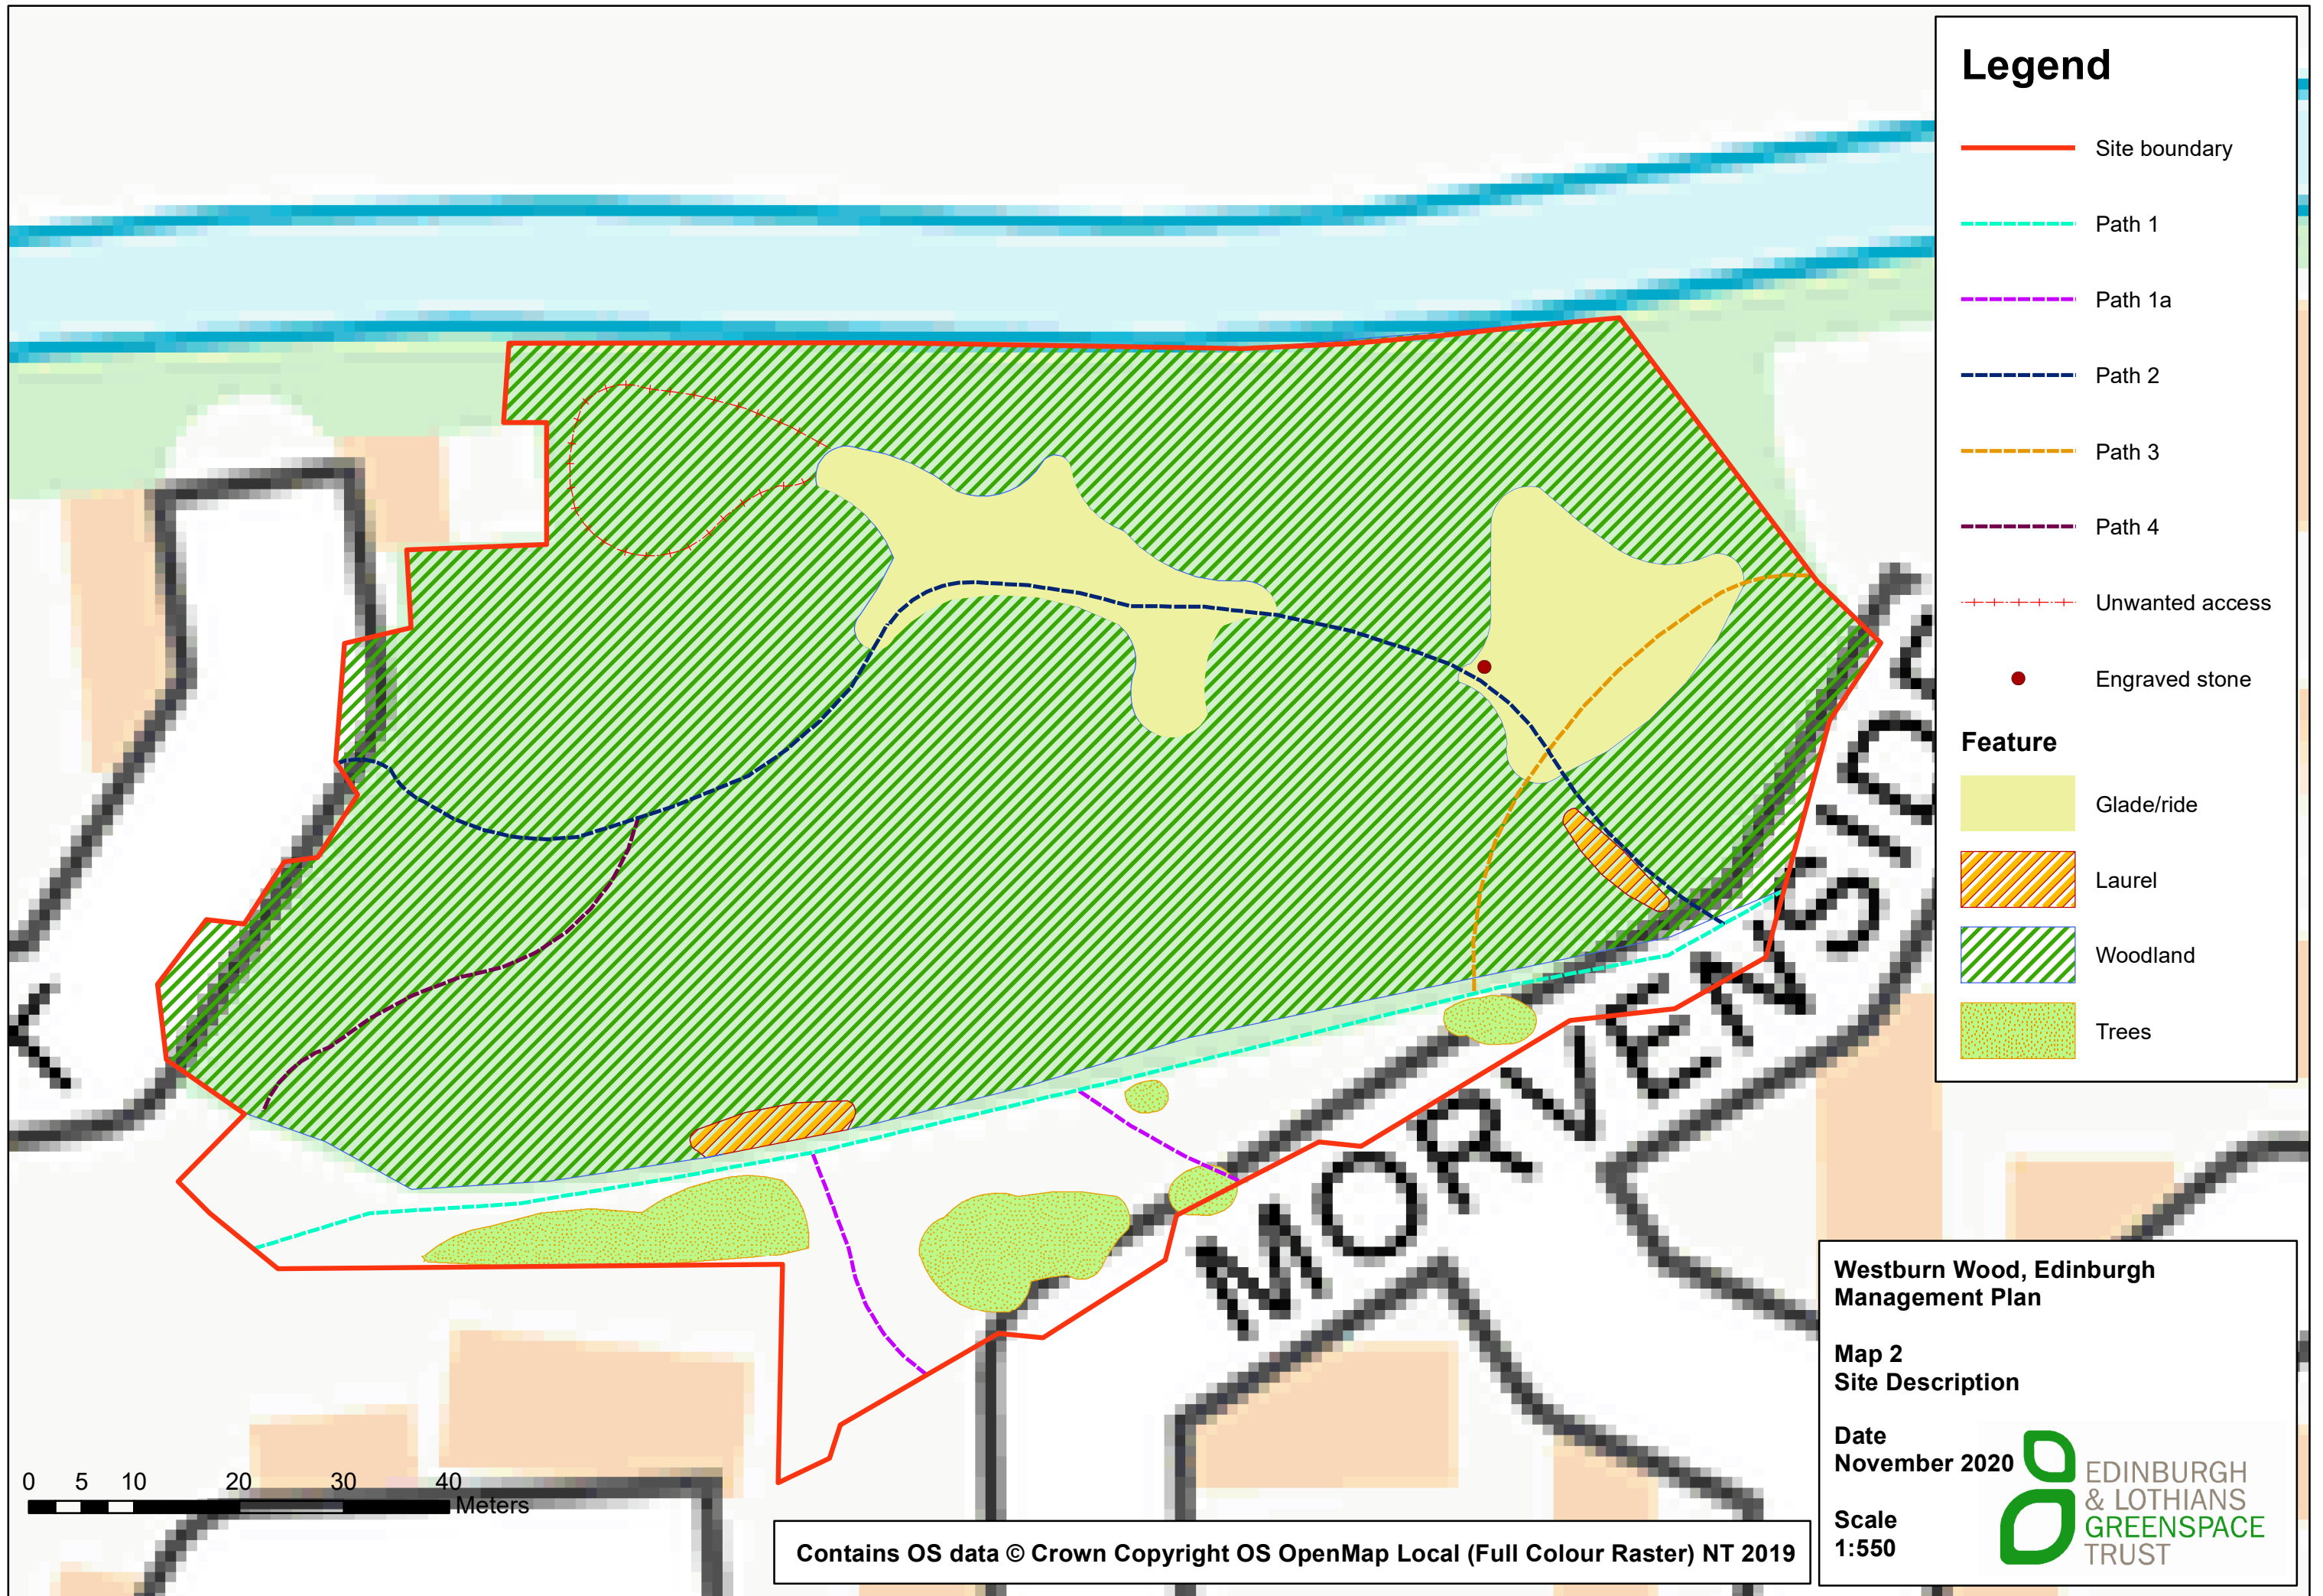 Legend
Site boundary
Path 1
Path 1a
Path 2
Path 3
Path 4
Unwanted access
Engraved stone
Feature
Glade/ride
Laurel
Woodland
Trees
MORVENSIDE
Westburn Wood, Edinburgh
Management Plan
Map 2
Site Description
Date
November 2020
Scale
1:550
EDINBURGH
& LOTHIANS
GREENSPACE
TRUST
0 5 10 20 30 40
Meters
Contains OS data © Crown Copyright OS OpenMap Local (Full Colour Raster) NT 2019